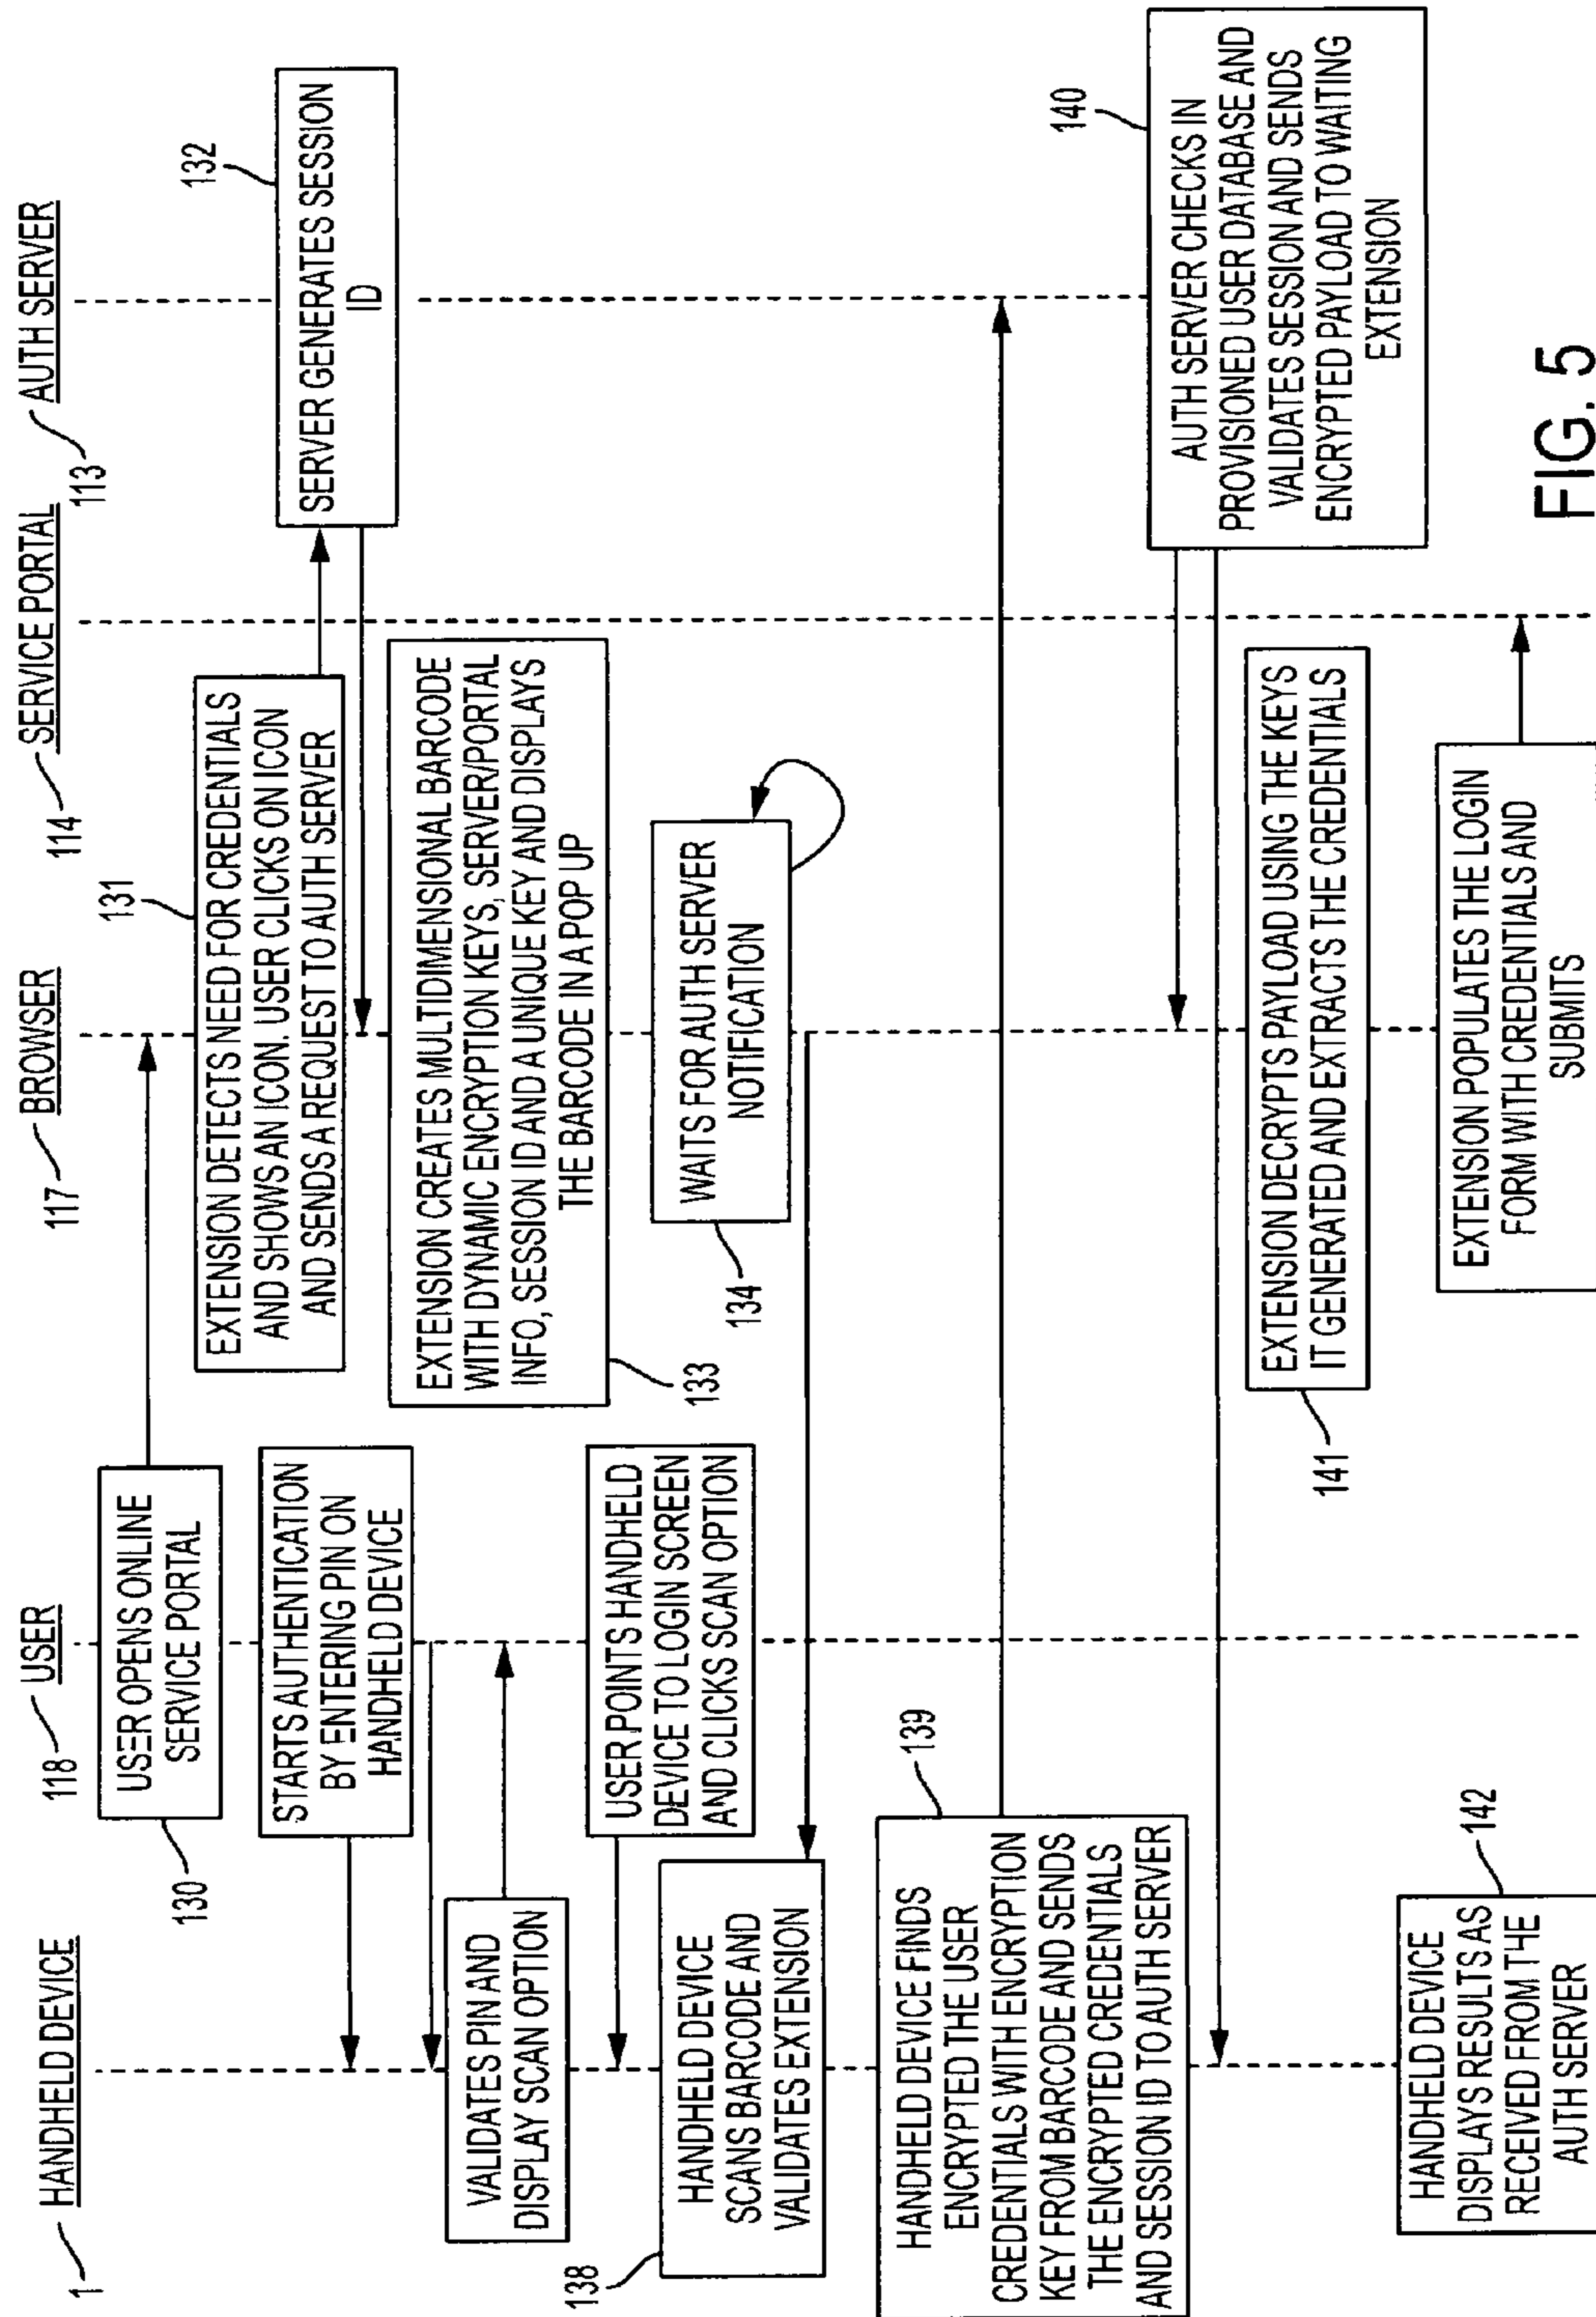 1
HANDHELD DEVICE
118
USER
117
BROWSER
114
SERVICE PORTAL
113
AUTH SERVER
USER OPENS ONLINE
SERVICE PORTAL
130
131
EXTENSION DETECTS NEED FOR CREDENTIALS
AND SHOWS AN ICON. USER CLICKS ON ICON
AND SENDS A REQUEST TO AUTH SERVER
132
SERVER GENERATES SESSION
ID
STARTS AUTHENTICATION
BY ENTERING PIN ON
HANDHELD DEVICE
EXTENSION CREATES MULTIDIMENSIONAL BARCODE
WITH DYNAMIC ENCRYPTION KEYS, SERVER/PORTAL
INFO, SESSION ID AND A UNIQUE KEY AND DISPLAYS
THE BARCODE IN A POP UP
133
VALIDATES PIN AND
DISPLAY SCAN OPTION
USER POINTS HANDHELD
DEVICE TO LOGIN SCREEN
AND CLICKS SCAN OPTION
WAITS FOR AUTH SERVER
NOTIFICATION
134
138
HANDHELD DEVICE
SCANS BARCODE AND
VALIDATES EXTENSION
139
HANDHELD DEVICE FINDS
ENCRYPTED THE USER
CREDENTIALS WITH ENCRYPTION
KEY FROM BARCODE AND SENDS
THE ENCRYPTED CREDENTIALS
AND SESSION ID TO AUTH SERVER
140
AUTH SERVER CHECKS IN
PROVISIONED USER DATABASE AND
VALIDATES SESSION AND SENDS
ENCRYPTED PAYLOAD TO WAITING
EXTENSION
EXTENSION DECRYPTS PAYLOAD USING THE KEYS
IT GENERATED AND EXTRACTS THE CREDENTIALS
141
142
HANDHELD DEVICE
DISPLAYS RESULTS AS
RECEIVED FROM THE
AUTH SERVER
EXTENSION POPULATES THE LOGIN
FORM WITH CREDENTIALS AND
SUBMITS
FIG. 5